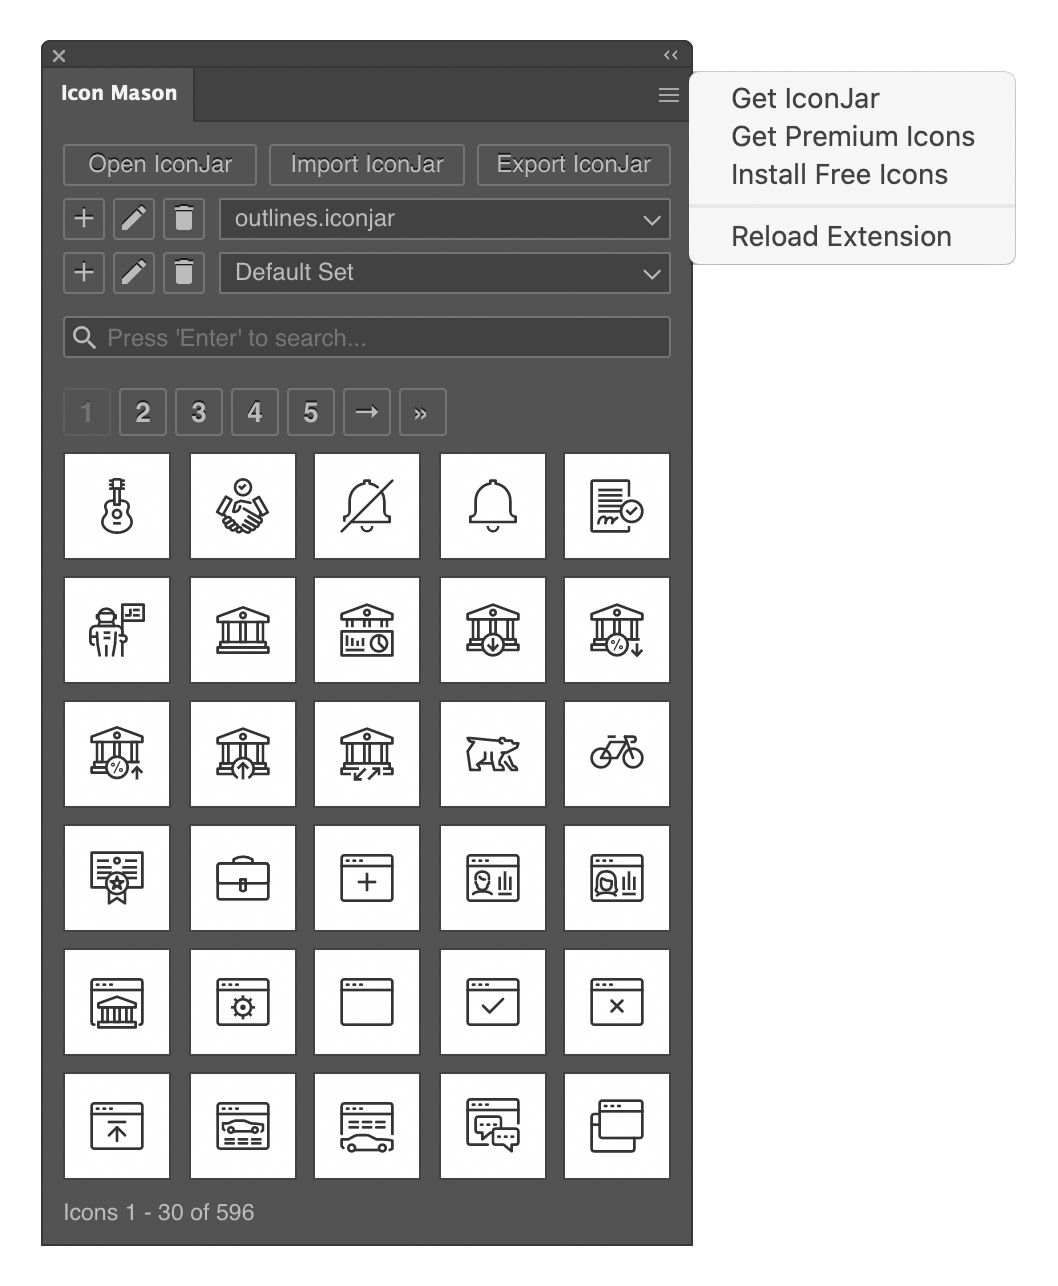 Icon Mason
Get IconJar
Get Premium Icons
Install Free Icons
Reload Extension
Open IconJar Import IconJar Export IconJar
outlines.iconjar
Default Set
Press 'Enter' to search...
1 2 3 4 5 → »
Icons 1 - 30 of 596